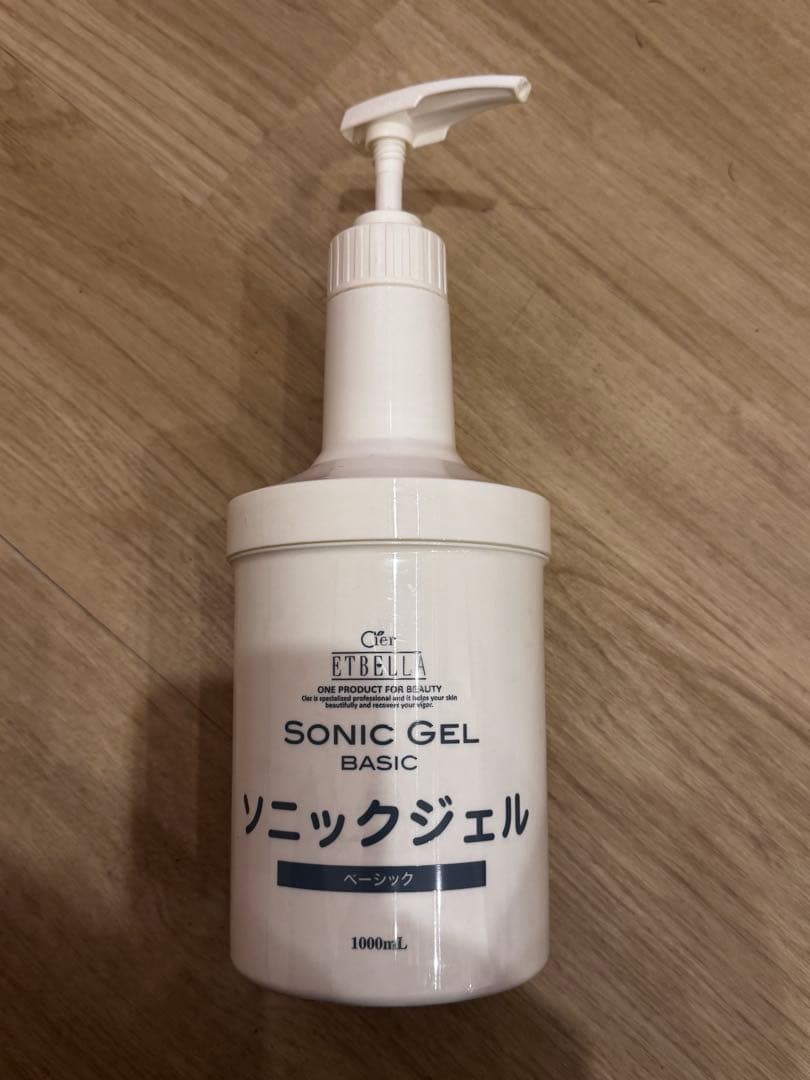 Cier
ETBELLA
ONE PRODUCT FOR BEAUTY
Cier is specialized professional and it helps your skin
beautifully and recovers your vigor.
SONIC GEL
BASIC
ソニックジェル
ベーシック
1000mL